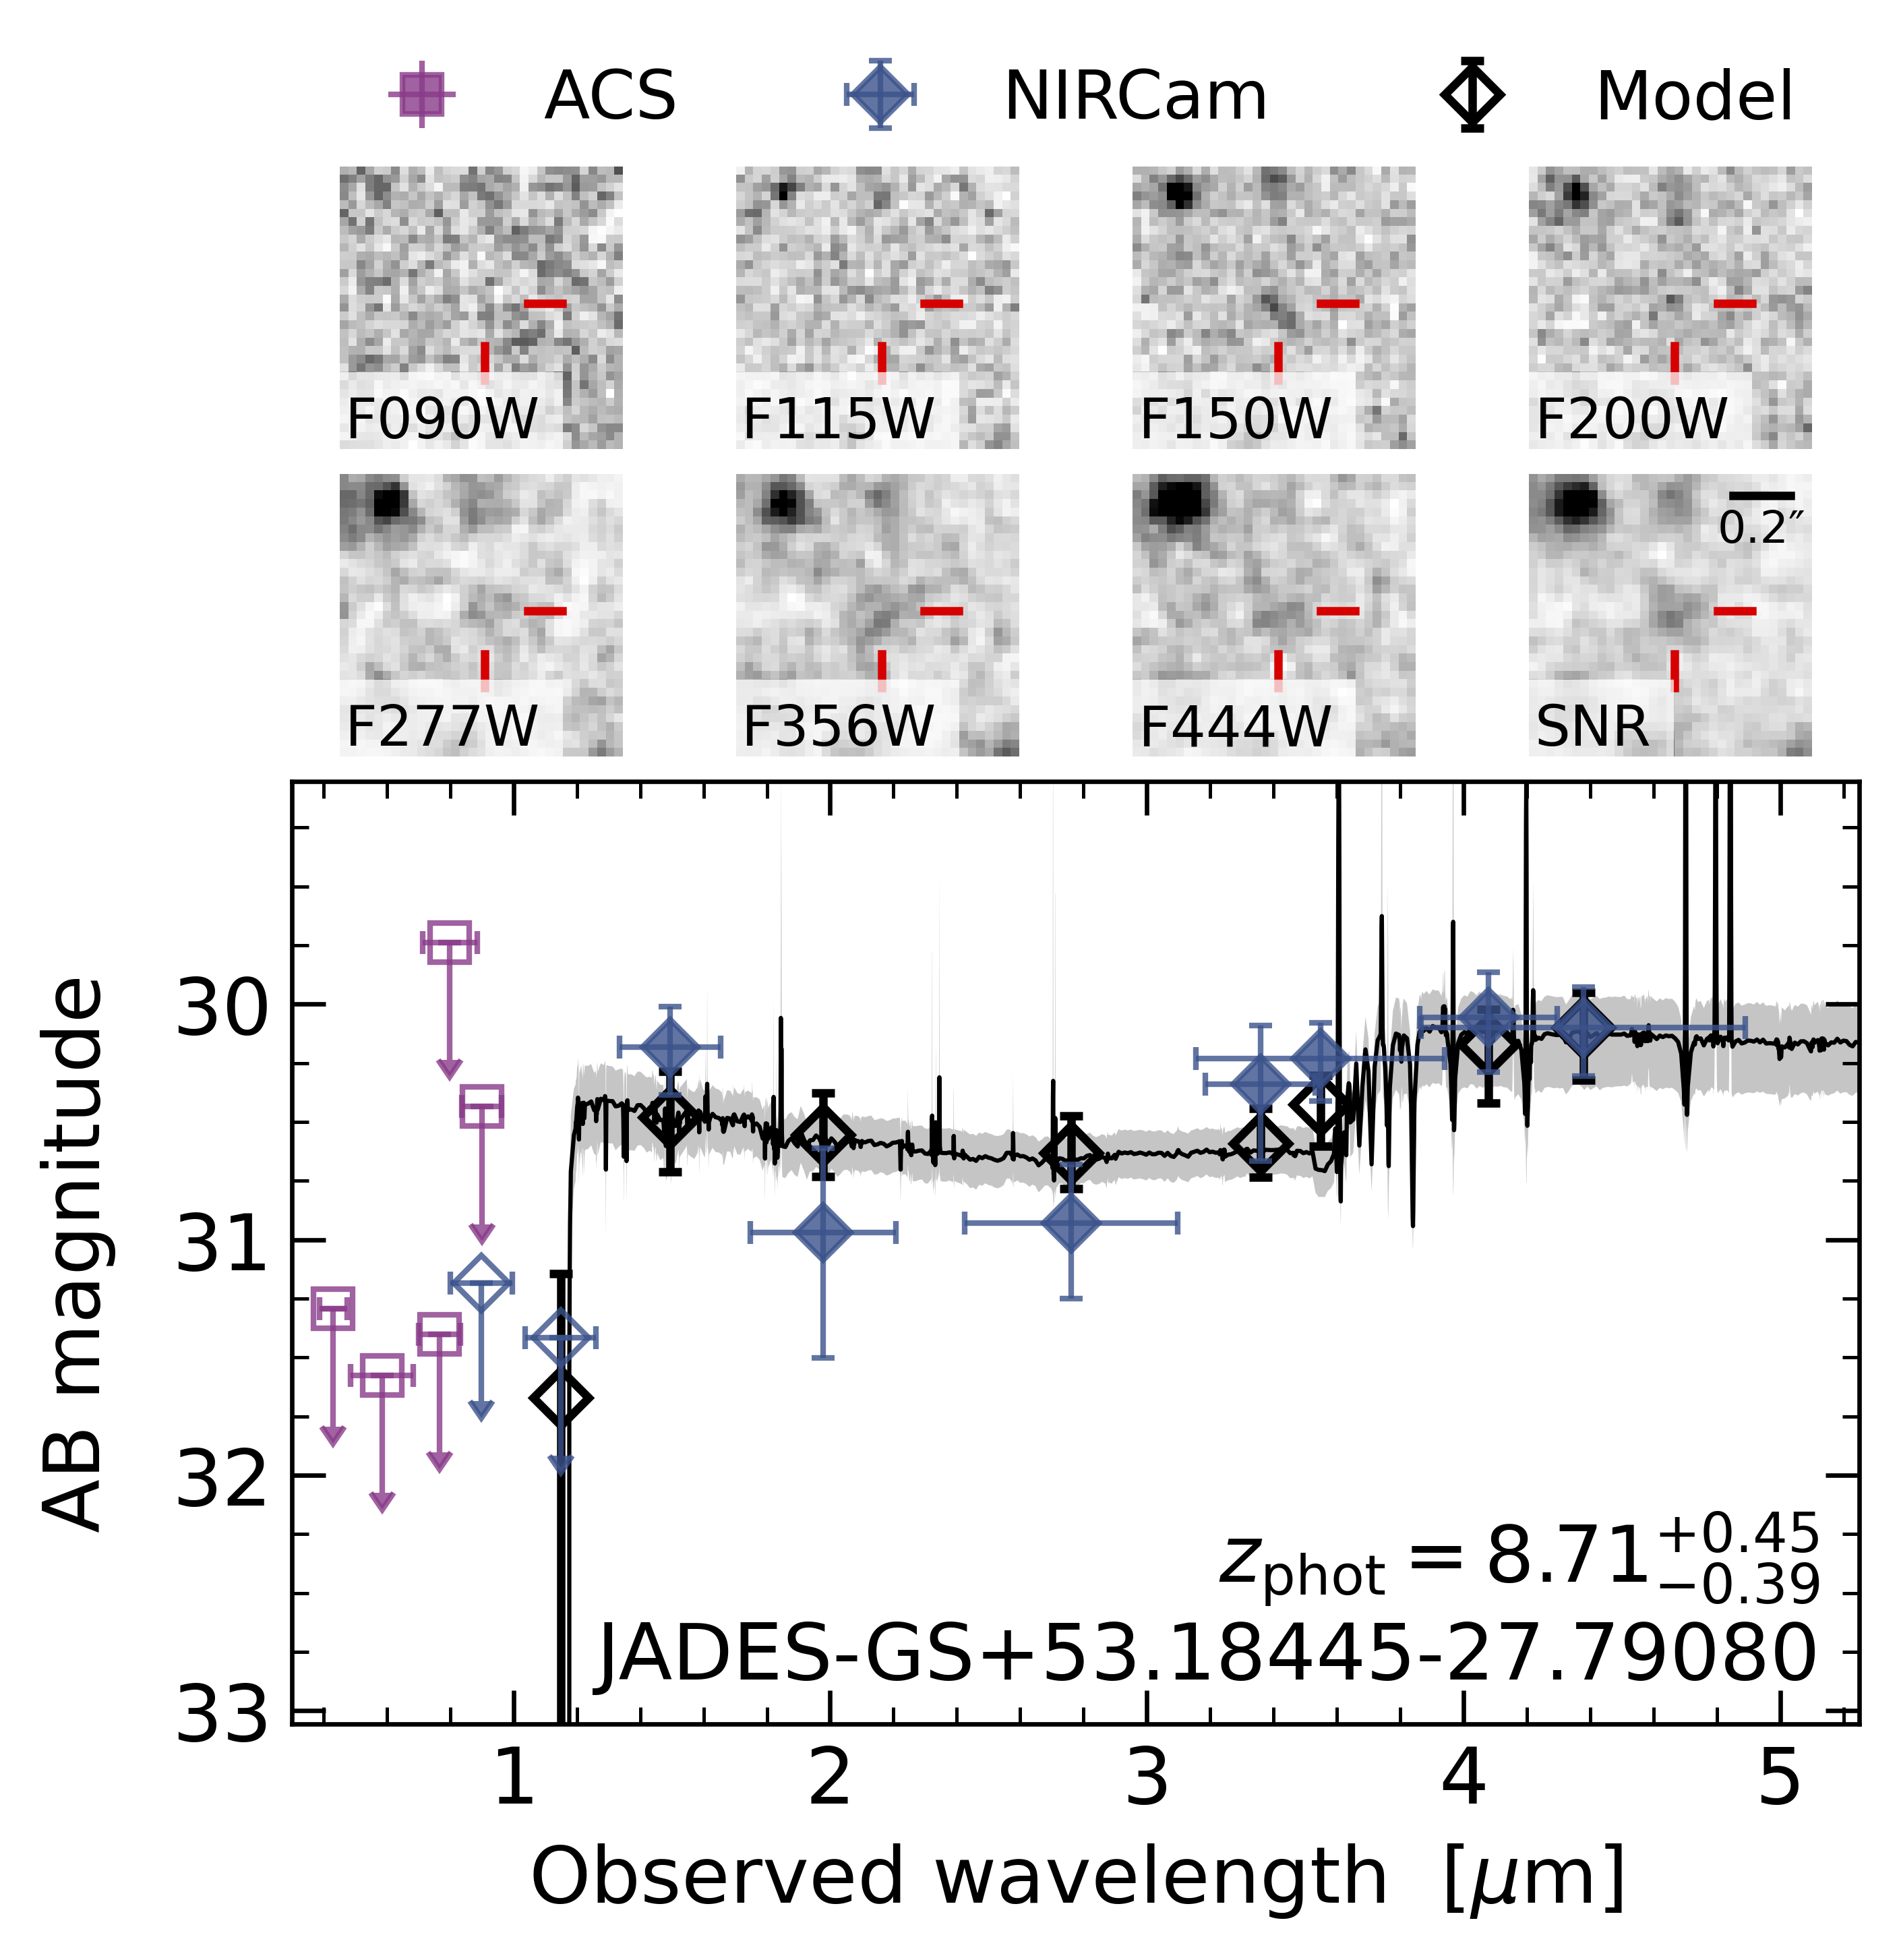 ACS NIRCam Model
F090W F115W F150W F200W
0.2″
F277W F356W F444W SNR
30
31
32
33
AB magnitude
z_phot = 8.71 +0.45 −0.39
JADES-GS+53.18445-27.79080
1 2 3 4 5
Observed wavelength [μm]